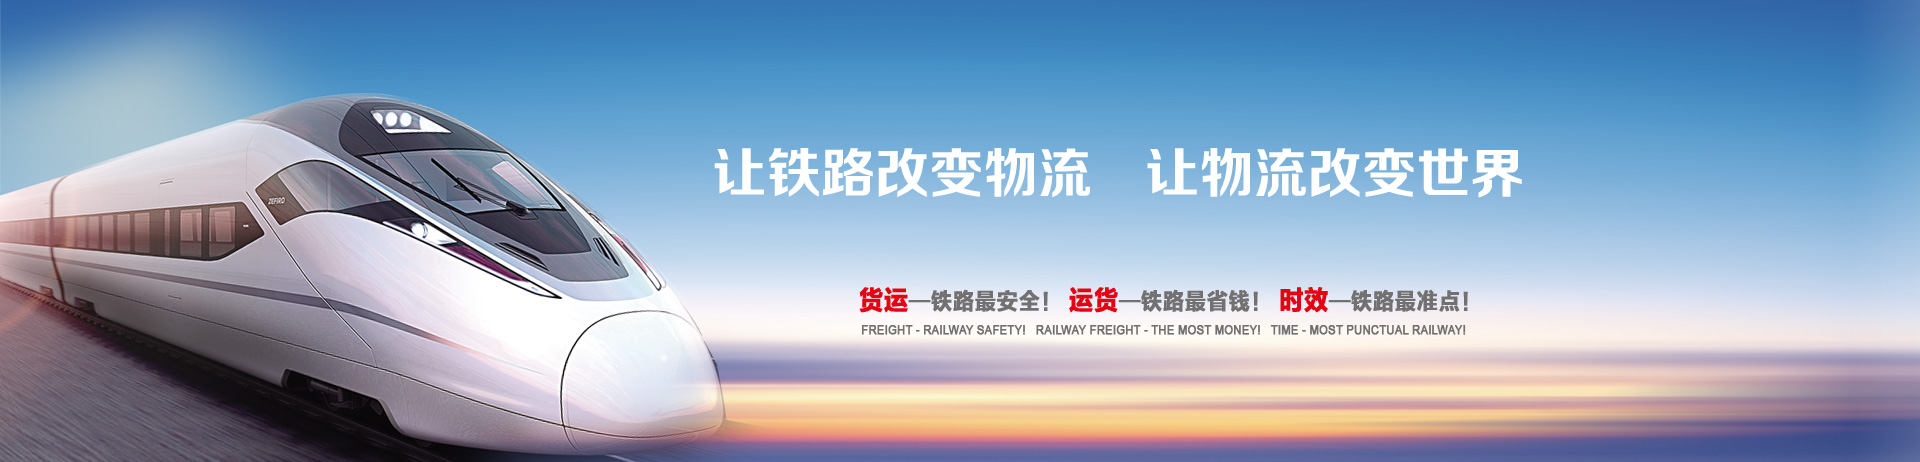 让铁路改变物流 让物流改变世界
ZEFIRO
货运—铁路最安全! 运货—铁路最省钱! 时效—铁路最准点!
FREIGHT - RAILWAY SAFETY! RAILWAY FREIGHT - THE MOST MONEY! TIME - MOST PUNCTUAL RAILWAY!